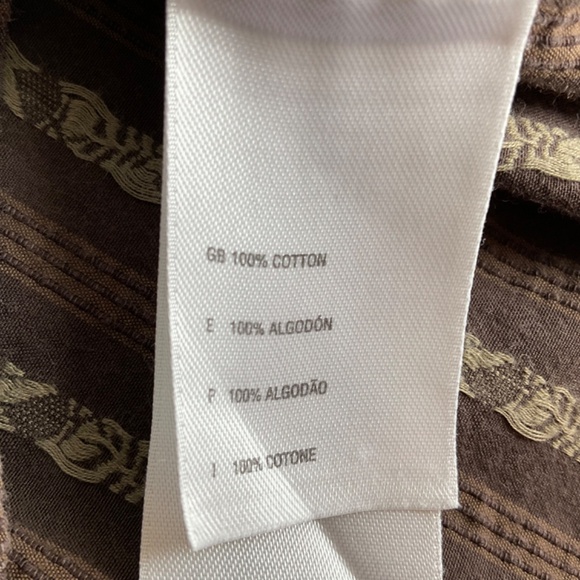 GB 100% COTTON
E 100% ALGODÓN
P 100% ALGODÃO
I 100% COTONE